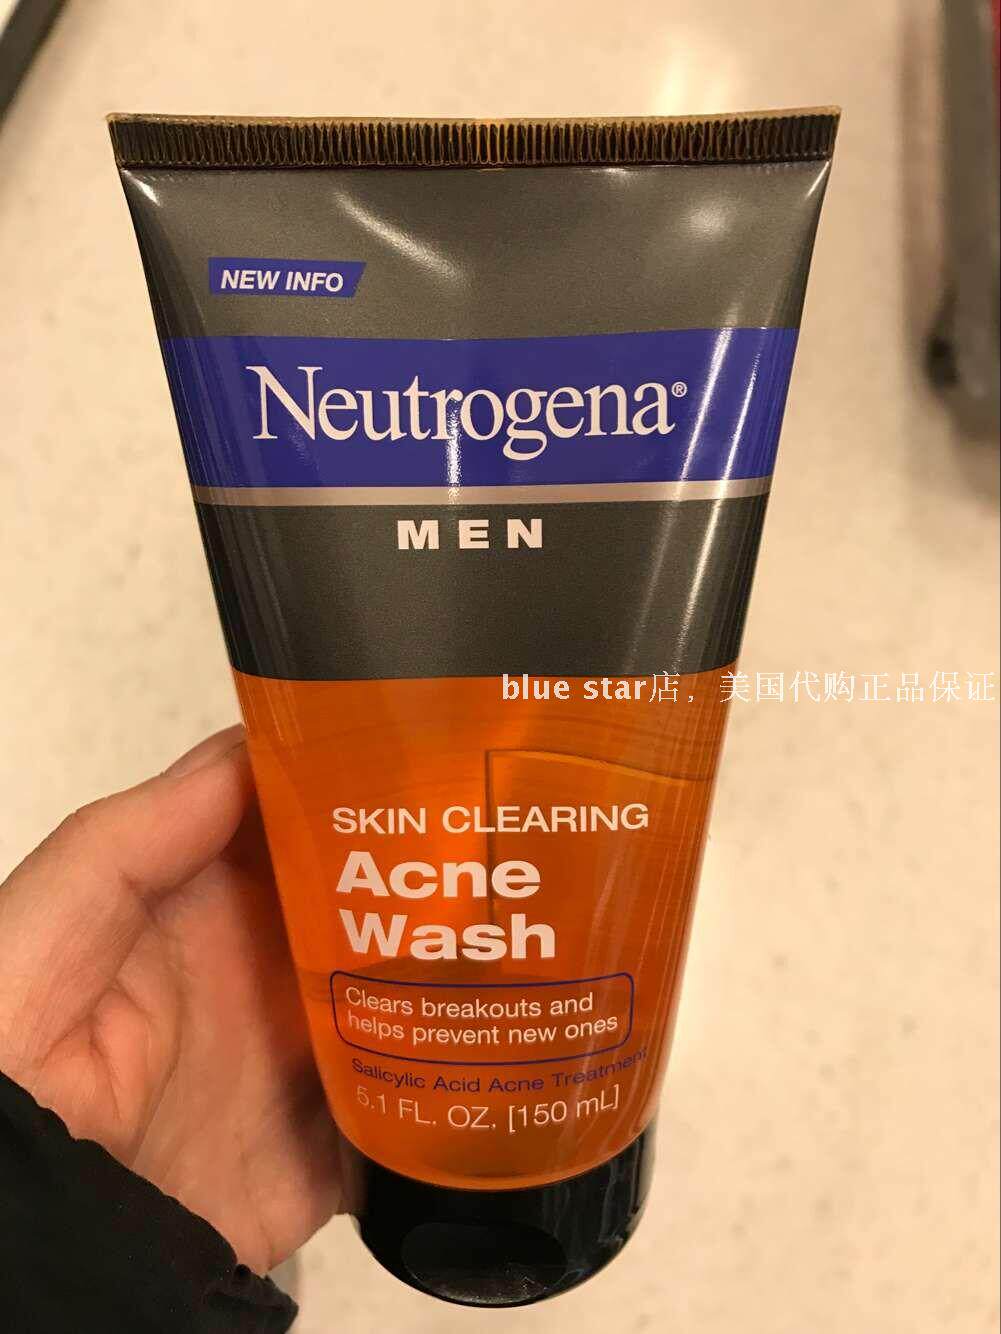 NEW INFO
Neutrogena®
MEN
blue star店，美国代购正品保证
SKIN CLEARING
Acne
Wash
Clears breakouts and
helps prevent new ones
Salicylic Acid Acne Treatment
5.1 FL. OZ. [150 mL]